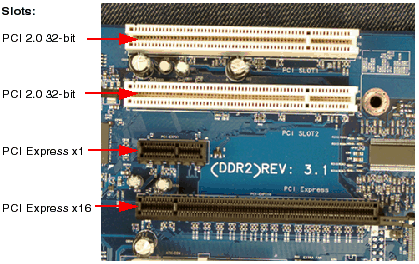 Slots:
PCI 2.0 32-bit
PCI SLOT1
PCI 2.0 32-bit
PCI SLOT2
PCI Express x1
(DDR2)REV: 3.1
PCI Express
PCI Express x16